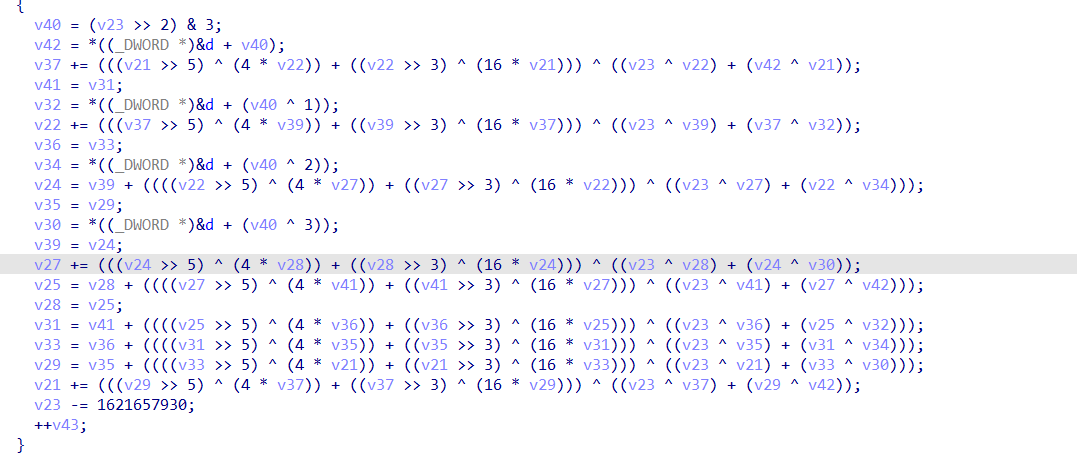 {
v40 = (v23 >> 2) & 3;
v42 = *((_DWORD *)&d + v40);
v37 += (((v21 >> 5) ^ (4 * v22)) + ((v22 >> 3) ^ (16 * v21))) ^ ((v23 ^ v22) + (v42 ^ v21));
v41 = v31;
v32 = *((_DWORD *)&d + (v40 ^ 1));
v22 += (((v37 >> 5) ^ (4 * v39)) + ((v39 >> 3) ^ (16 * v37))) ^ ((v23 ^ v39) + (v37 ^ v32));
v36 = v33;
v34 = *((_DWORD *)&d + (v40 ^ 2));
v24 = v39 + ((((v22 >> 5) ^ (4 * v27)) + ((v27 >> 3) ^ (16 * v22))) ^ ((v23 ^ v27) + (v22 ^ v34)));
v35 = v29;
v30 = *((_DWORD *)&d + (v40 ^ 3));
v39 = v24;
v27 += (((v24 >> 5) ^ (4 * v28)) + ((v28 >> 3) ^ (16 * v24))) ^ ((v23 ^ v28) + (v24 ^ v30));
v25 = v28 + ((((v27 >> 5) ^ (4 * v41)) + ((v41 >> 3) ^ (16 * v27))) ^ ((v23 ^ v41) + (v27 ^ v42)));
v28 = v25;
v31 = v41 + ((((v25 >> 5) ^ (4 * v36)) + ((v36 >> 3) ^ (16 * v25))) ^ ((v23 ^ v36) + (v25 ^ v32)));
v33 = v36 + ((((v31 >> 5) ^ (4 * v35)) + ((v35 >> 3) ^ (16 * v31))) ^ ((v23 ^ v35) + (v31 ^ v34)));
v29 = v35 + ((((v33 >> 5) ^ (4 * v21)) + ((v21 >> 3) ^ (16 * v33))) ^ ((v23 ^ v21) + (v33 ^ v30)));
v21 += (((v29 >> 5) ^ (4 * v37)) + ((v37 >> 3) ^ (16 * v29))) ^ ((v23 ^ v37) + (v29 ^ v42));
v23 -= 1621657930;
++v43;
}